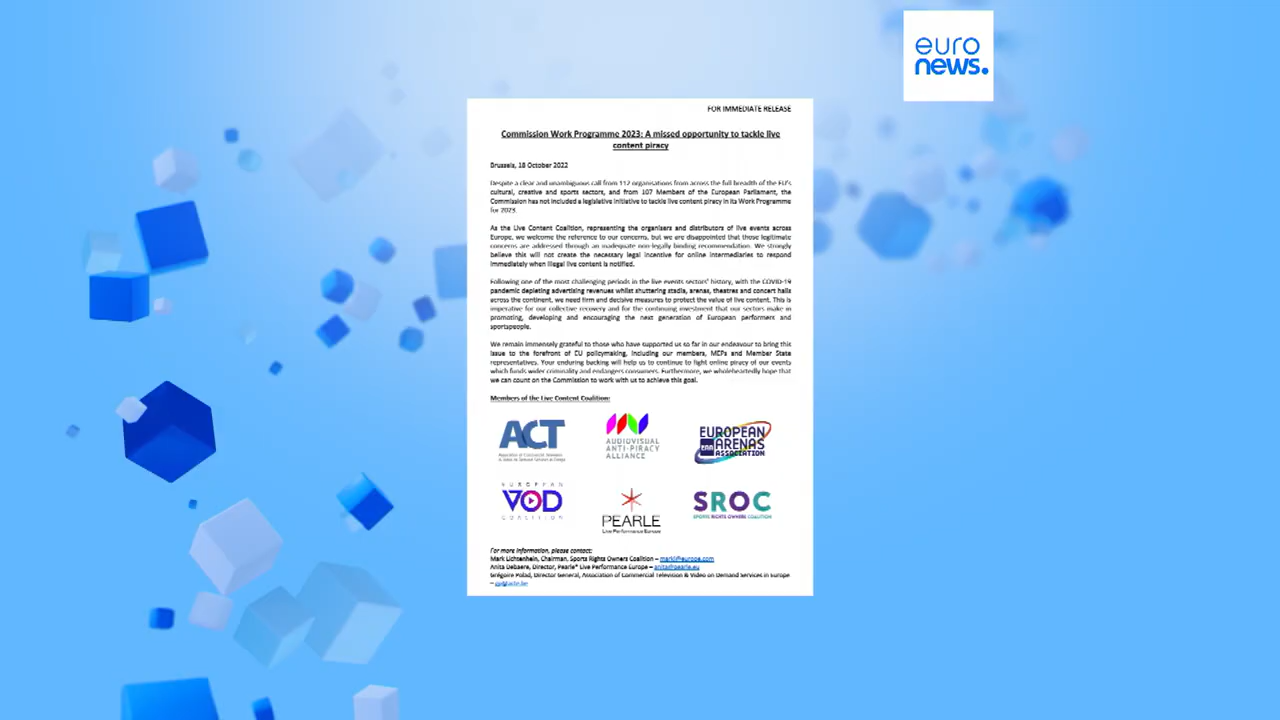 euro
news.
FOR IMMEDIATE RELEASE
Commission Work Programme 2023: A missed opportunity to tackle live
content piracy
Brussels, 18 October 2022
Despite a clear and unambiguous call from 112 organisations from across the full breadth of the EU's
cultural, creative and sports sectors, and from 107 Members of the European Parliament, the
Commission has not included a legislative initiative to tackle live content piracy in its Work Programme
for 2023.
As the Live Content Coalition, representing the organisers and distributors of live events across
Europe, we welcome the reference to our concerns, but we are disappointed that those legitimate
concerns are addressed through an inadequate non-legally binding recommendation. We strongly
believe this will not create the necessary legal incentive for online intermediaries to respond
immediately when illegal live content is notified.
Following one of the most challenging periods in the live events sectors' history, with the COVID-19
pandemic depleting advertising revenues whilst shuttering stadia, arenas, theatres and concert halls
across the continent, we need firm and decisive measures to protect the value of live content. This is
imperative for our collective recovery and for the continuing investment that our sectors make in
promoting, developing and encouraging the next generation of European performers and
sportspeople.
We remain immensely grateful to those who have supported us so far in our endeavour to bring this
issue to the forefront of EU policymaking, including our members, MEPs and Member State
representatives. Your enduring backing will help us to continue to fight online piracy of our events
which funds wider criminality and endangers consumers. Furthermore, we wholeheartedly hope that
we can count on the Commission to work with us to achieve this goal.
Members of the Live Content Coalition:
ACT
Association of Commercial Television
& Video on Demand Services in Europe
AUDIOVISUAL
ANTI-PIRACY
ALLIANCE
EUROPEAN
EAA ARENAS
ASSOCIATION
EUROPEAN
VOD
COALITION
PEARLE
Live Performance Europe
SROC
SPORTS RIGHTS OWNERS COALITION
For more information, please contact:
Mark Lichtenhein, Chairman, Sports Rights Owners Coalition –
Anita Debaere, Director, Pearle* Live Performance Europe – anita@pearle.eu
Grégoire Polad, Director General, Association of Commercial Television & Video on Demand Services in Europe
–